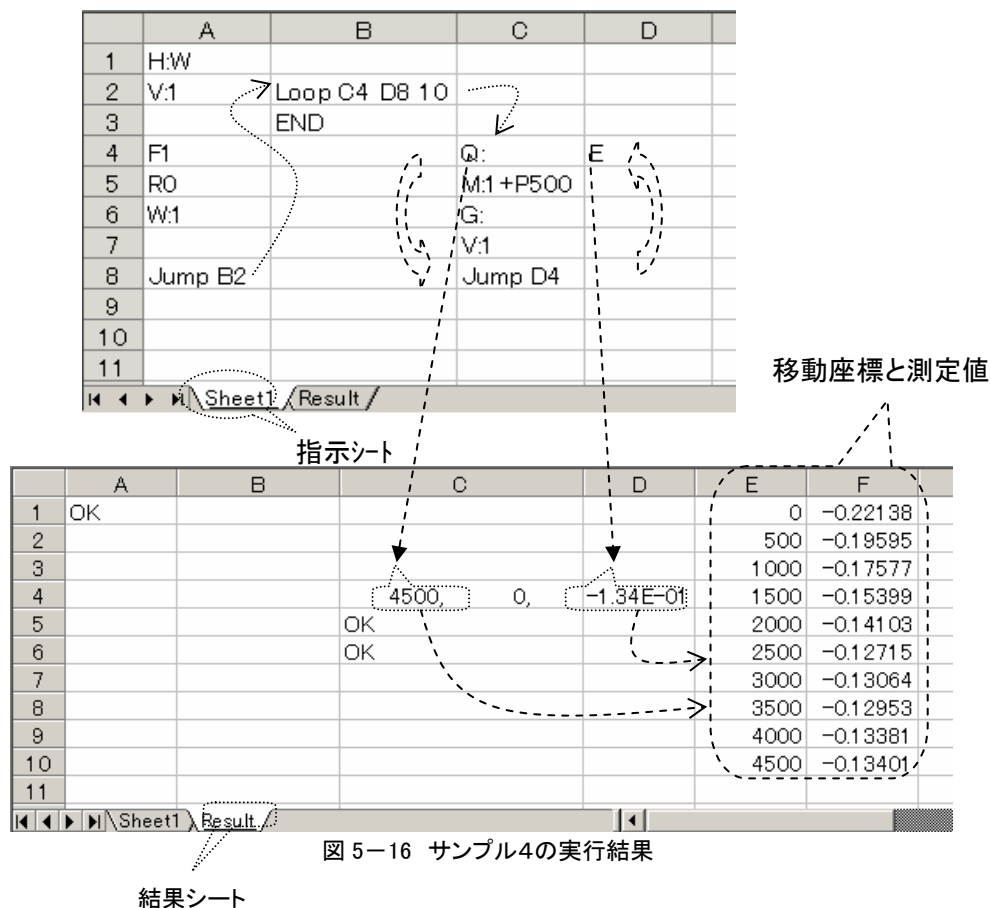 A B C D
1 H:W
2 V:1 Loop C4 D8 10
3 END
4 F1 Q: E
5 R0 M:1+P500
6 W:1 G:
7 V:1
8 Jump B2 Jump D4
9
10
11
Sheet1 Result
移動座標と測定値
指示シート
A B C D E F
1 OK 0 -0.22138
2 500 -0.19595
3 1000 -0.17577
4 4500, 0, -1.34E-01 1500 -0.15399
5 OK 2000 -0.14103
6 OK 2500 -0.12715
7 3000 -0.13064
8 3500 -0.12953
9 4000 -0.13381
10 4500 -0.13401
11
Sheet1 Result
図 5－16 サンプル4の実行結果
結果シート